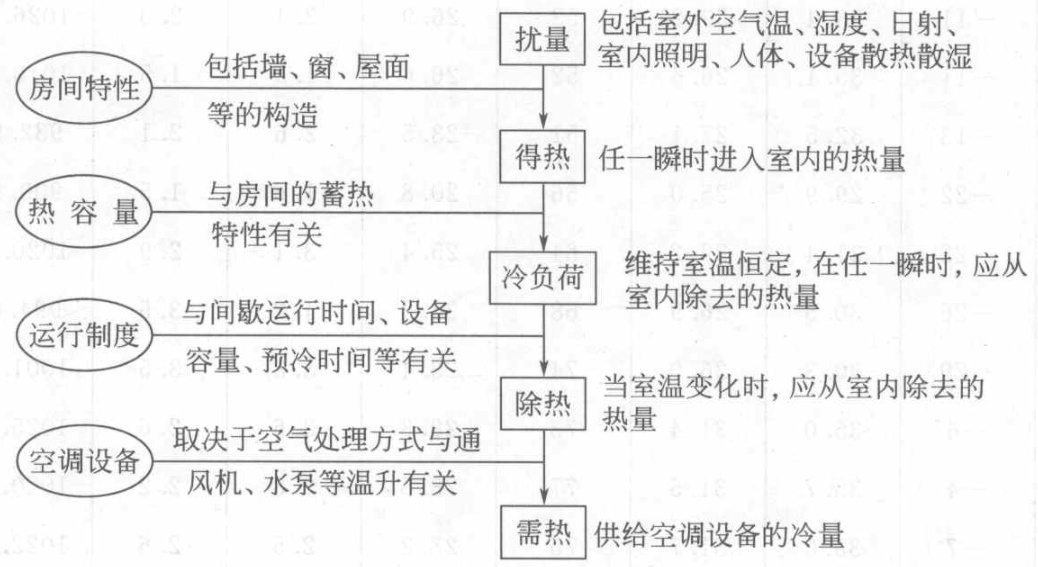 扰量
包括室外空气温、湿度、日射、
室内照明、人体、设备散热散湿
房间特性
包括墙、窗、屋面
等的构造
得热
任一瞬时进入室内的热量
热容量
与房间的蓄热
特性有关
冷负荷
维持室温恒定,在任一瞬时,应从
室内除去的热量
运行制度
与间歇运行时间、设备
容量、预冷时间等有关
除热
当室温变化时,应从室内除去的
热量
空调设备
取决于空气处理方式与通
风机、水泵等温升有关
需热
供给空调设备的冷量